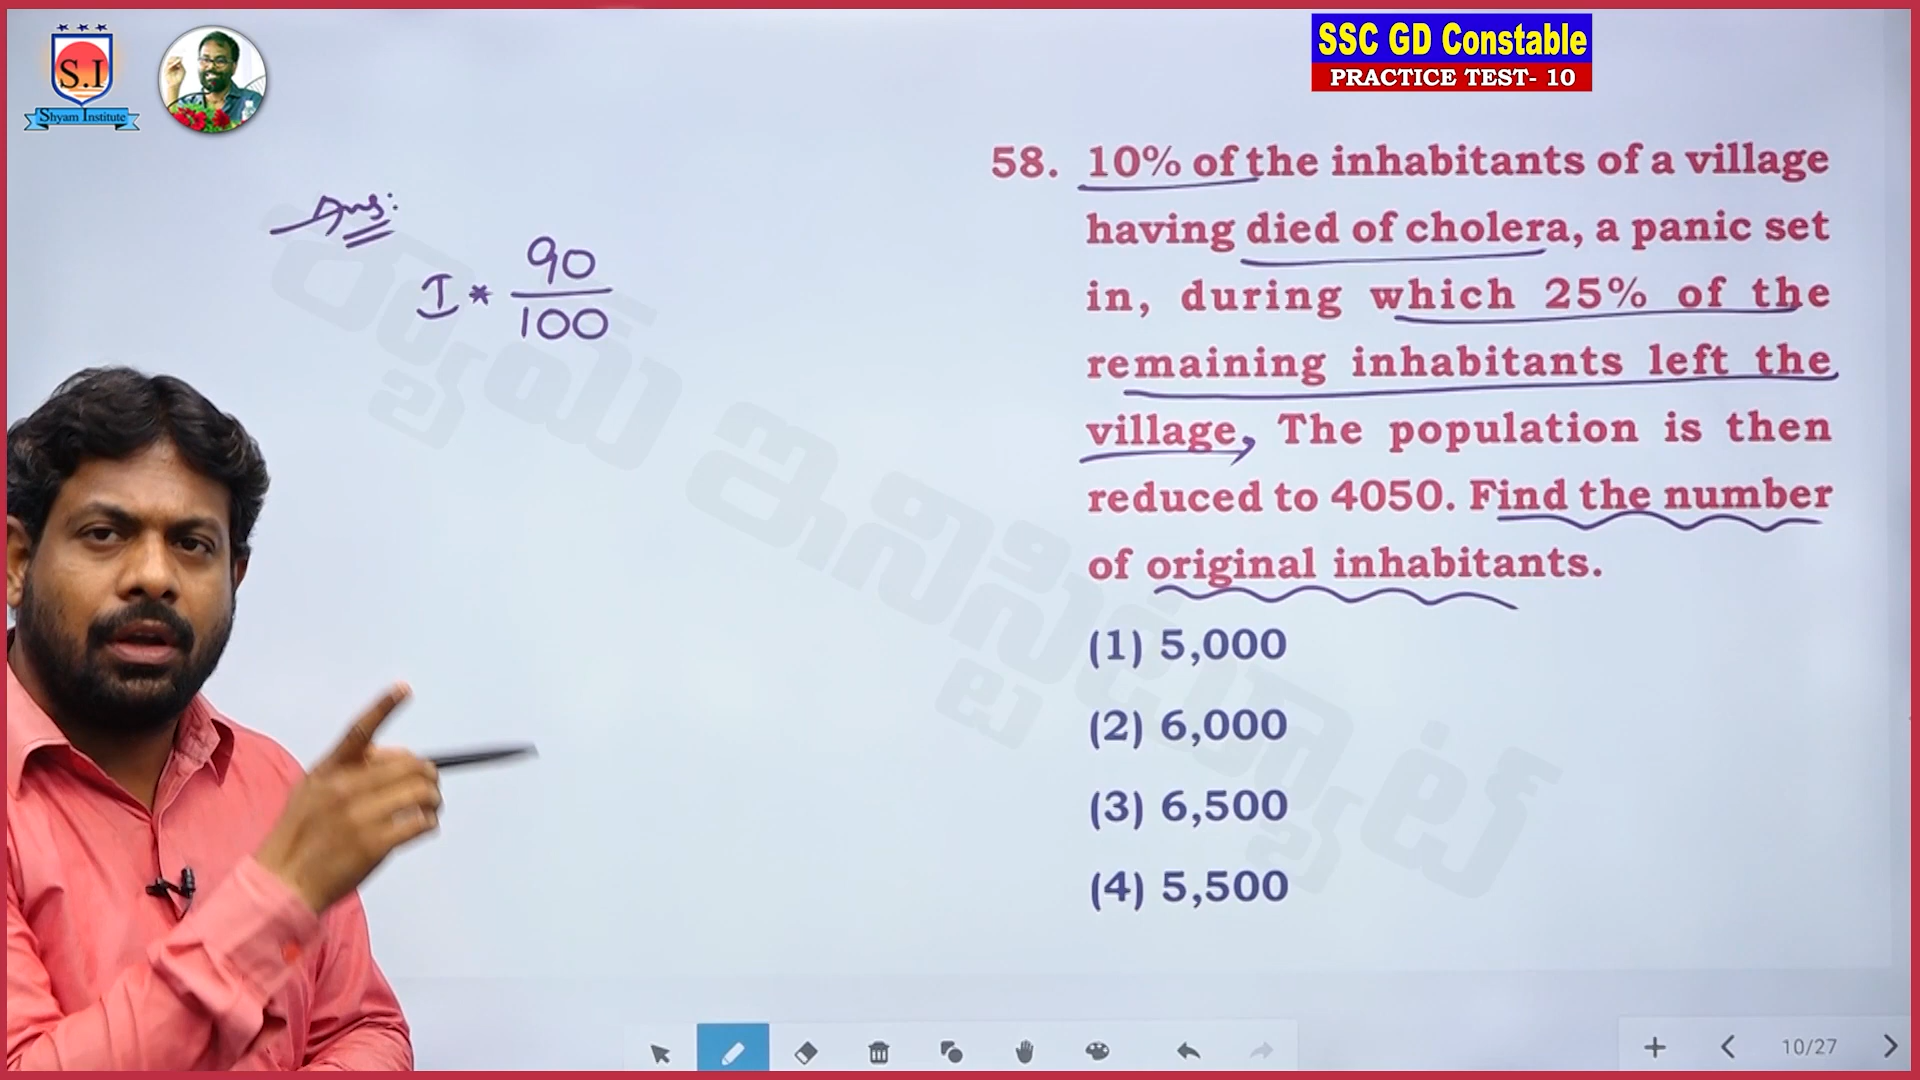 S.I
Shyam Institute
SSC GD Constable
PRACTICE TEST- 10
58. 10% of the inhabitants of a village
having died of cholera, a panic set
in, during which 25% of the
remaining inhabitants left the
village, The population is then
reduced to 4050. Find the number
of original inhabitants.
(1) 5,000
(2) 6,000
(3) 6,500
(4) 5,500
Ans:
I * 90
100
శ్యామ్ ఇన్స్టిట్యూట్
10/27